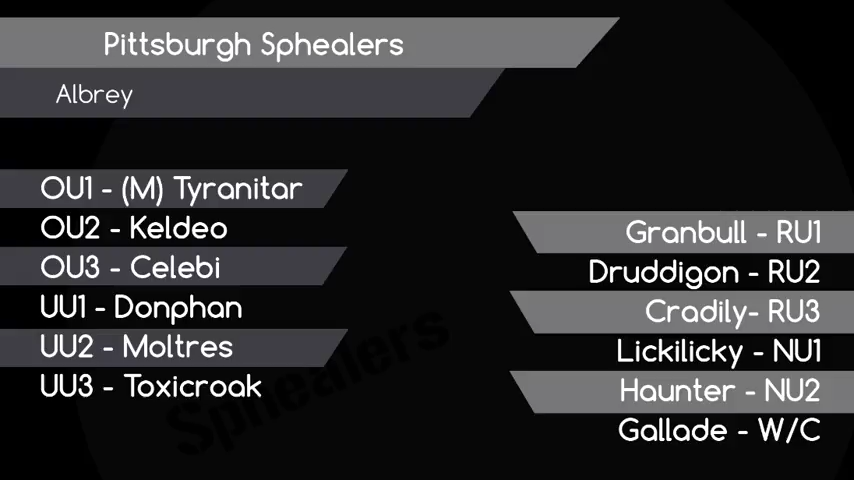 Pittsburgh Sphealers
Albrey
OU1 - (M) Tyranitar
OU2 - Keldeo
OU3 - Celebi
UU1 - Donphan
UU2 - Moltres
UU3 - Toxicroak
Granbull - RU1
Druddigon - RU2
Cradily- RU3
Lickilicky - NU1
Haunter - NU2
Gallade - W/C
Sphealers